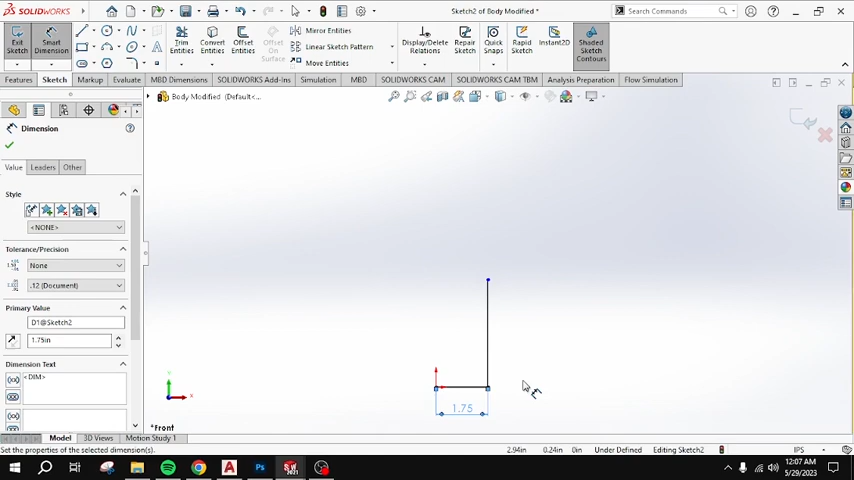 SOLIDWORKS
Sketch2 of Body Modified *
Search Commands
Exit Sketch
Smart Dimension
Trim Entities
Convert Entities
Offset Entities
Offset On Surface
Mirror Entities
Linear Sketch Pattern
Move Entities
Display/Delete Relations
Repair Sketch
Quick Snaps
Rapid Sketch
Instant2D
Shaded Sketch Contours
Features Sketch Markup Evaluate MBD Dimensions SOLIDWORKS Add-Ins Simulation MBD SOLIDWORKS CAM SOLIDWORKS CAM TBM Analysis Preparation Flow Simulation
Body Modified (Default<...
Dimension
Value Leaders Other
Style
<NONE>
Tolerance/Precision
None
.12 (Document)
Primary Value
D1@Sketch2
1.75in
Dimension Text
<DIM>
1.75
Y
X
*Front
Model 3D Views Motion Study 1
Set the properties of the selected dimension(s).
2.94in 0.24in 0in Under Defined Editing Sketch2 IPS
12:07 AM
5/29/2023